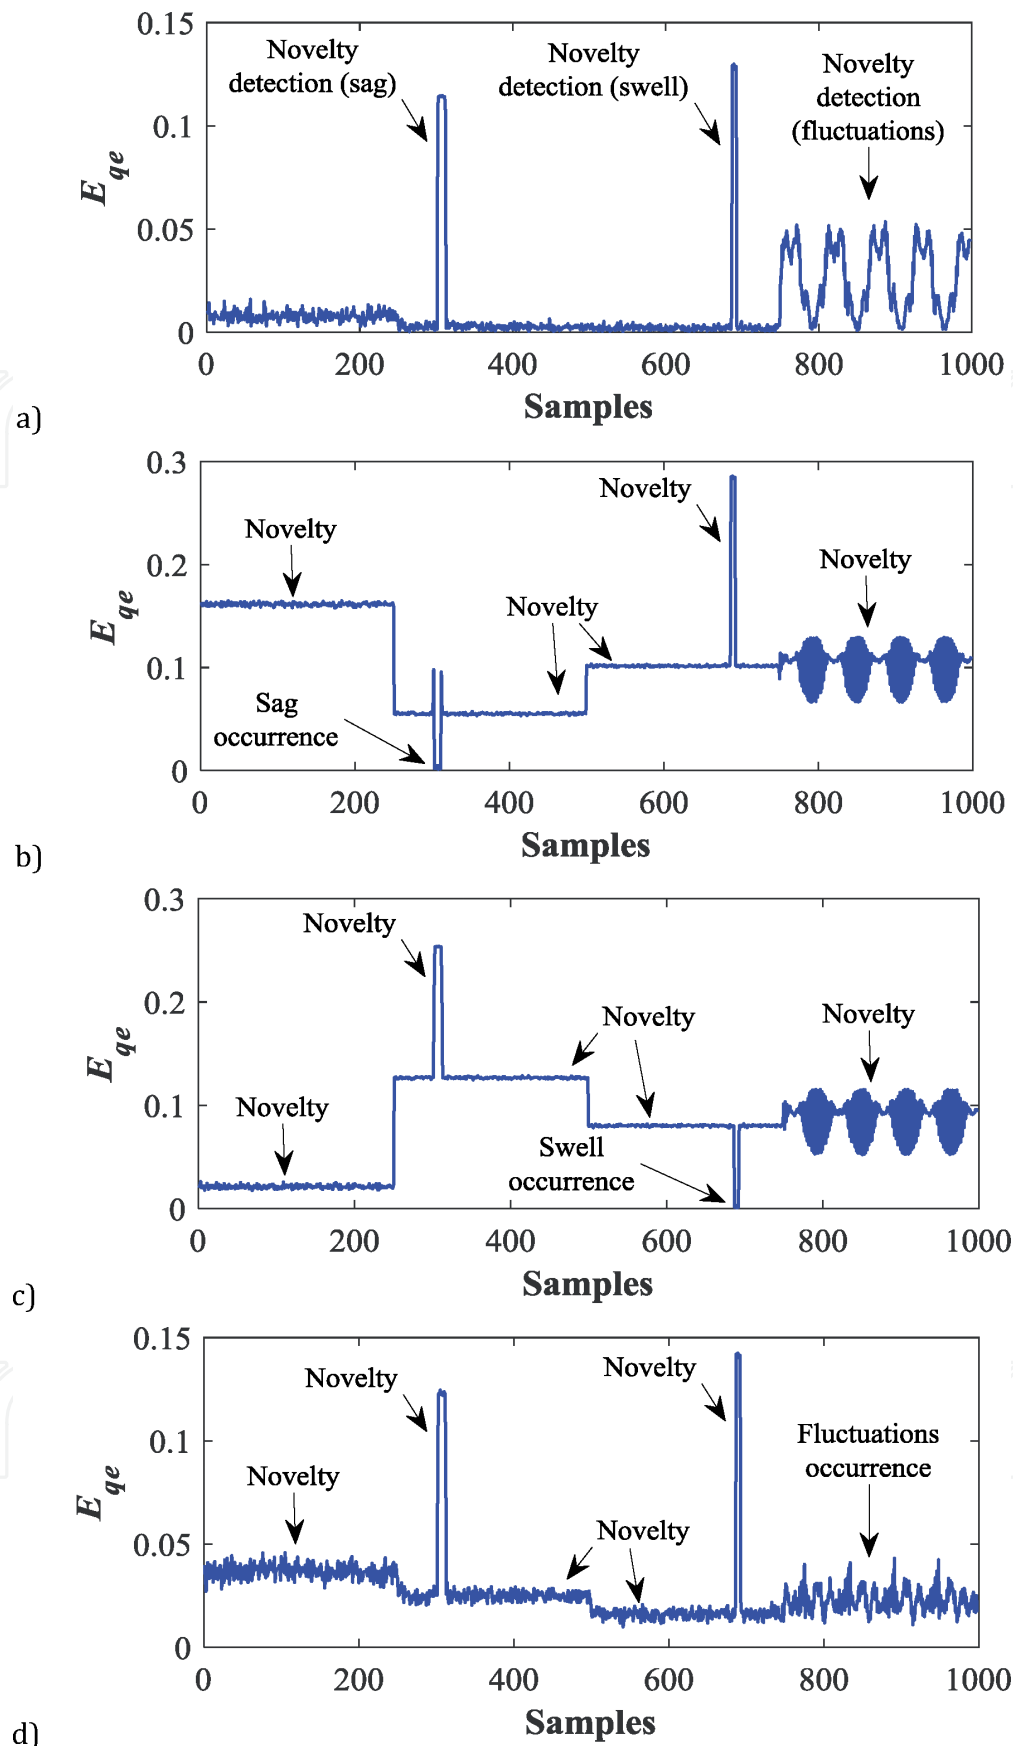 0.15
Novelty
detection (sag)
Novelty
detection (swell)
Novelty
detection
(fluctuations)
0.1
E_qe
0.05
0
0 200 400 600 800 1000
Samples
a)
0.3
Novelty
Novelty
Novelty
0.2
Novelty
E_qe
0.1
Sag
occurrence
0
0 200 400 600 800 1000
Samples
b)
0.3
Novelty
0.2
Novelty
Novelty
E_qe
0.1
Novelty
Swell
occurrence
0
0 200 400 600 800 1000
Samples
c)
0.15
Novelty
Novelty
0.1
Fluctuations
occurrence
Novelty
E_qe
0.05
Novelty
0
0 200 400 600 800 1000
Samples
d)